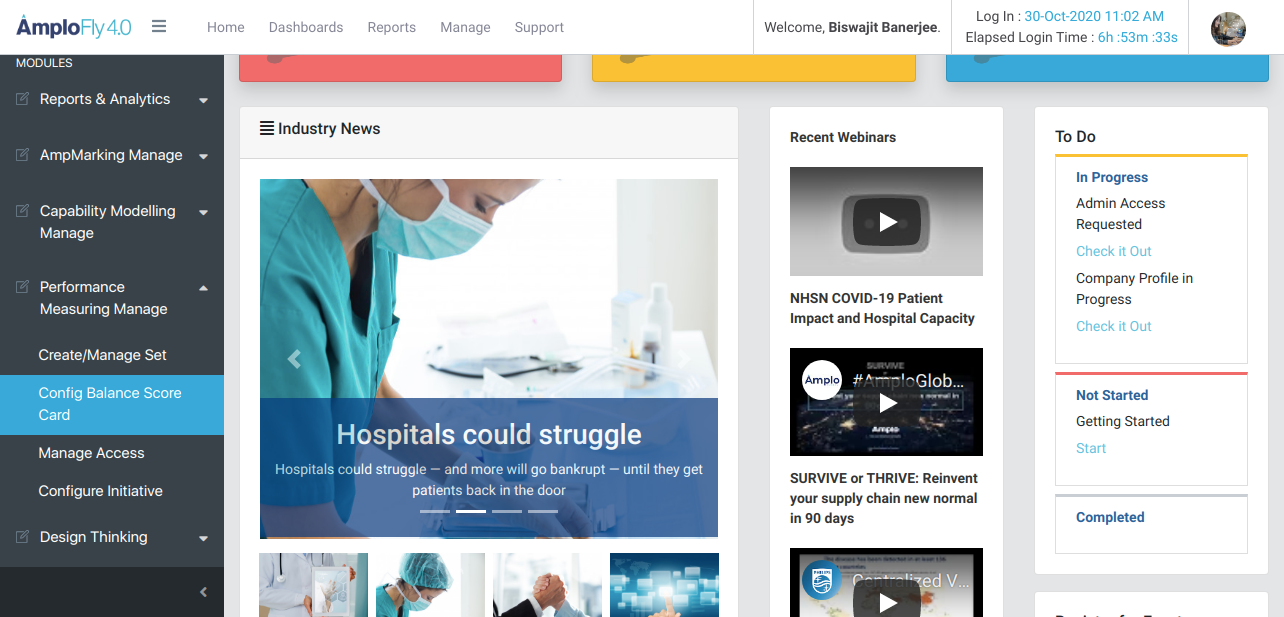 AmploFly 4.0
Home
Dashboards
Reports
Manage
Support
Welcome, Biswajit Banerjee.
Log In : 30-Oct-2020 11:02 AM
Elapsed Login Time : 6h :53m :33s
MODULES
Reports & Analytics
AmpMarking Manage
Capability Modelling
Manage
Performance
Measuring Manage
Create/Manage Set
Config Balance Score
Card
Manage Access
Configure Initiative
Design Thinking
Industry News
Hospitals could struggle
Hospitals could struggle — and more will go bankrupt — until they get
patients back in the door
Recent Webinars
NHSN COVID-19 Patient
Impact and Hospital Capacity
SURVIVE
Amplo
#AmploGlob...
Amplo
SURVIVE or THRIVE: Reinvent
your supply chain new normal
in 90 days
PHILIPS
Centralized V...
To Do
In Progress
Admin Access
Requested
Check it Out
Company Profile in
Progress
Check it Out
Not Started
Getting Started
Start
Completed